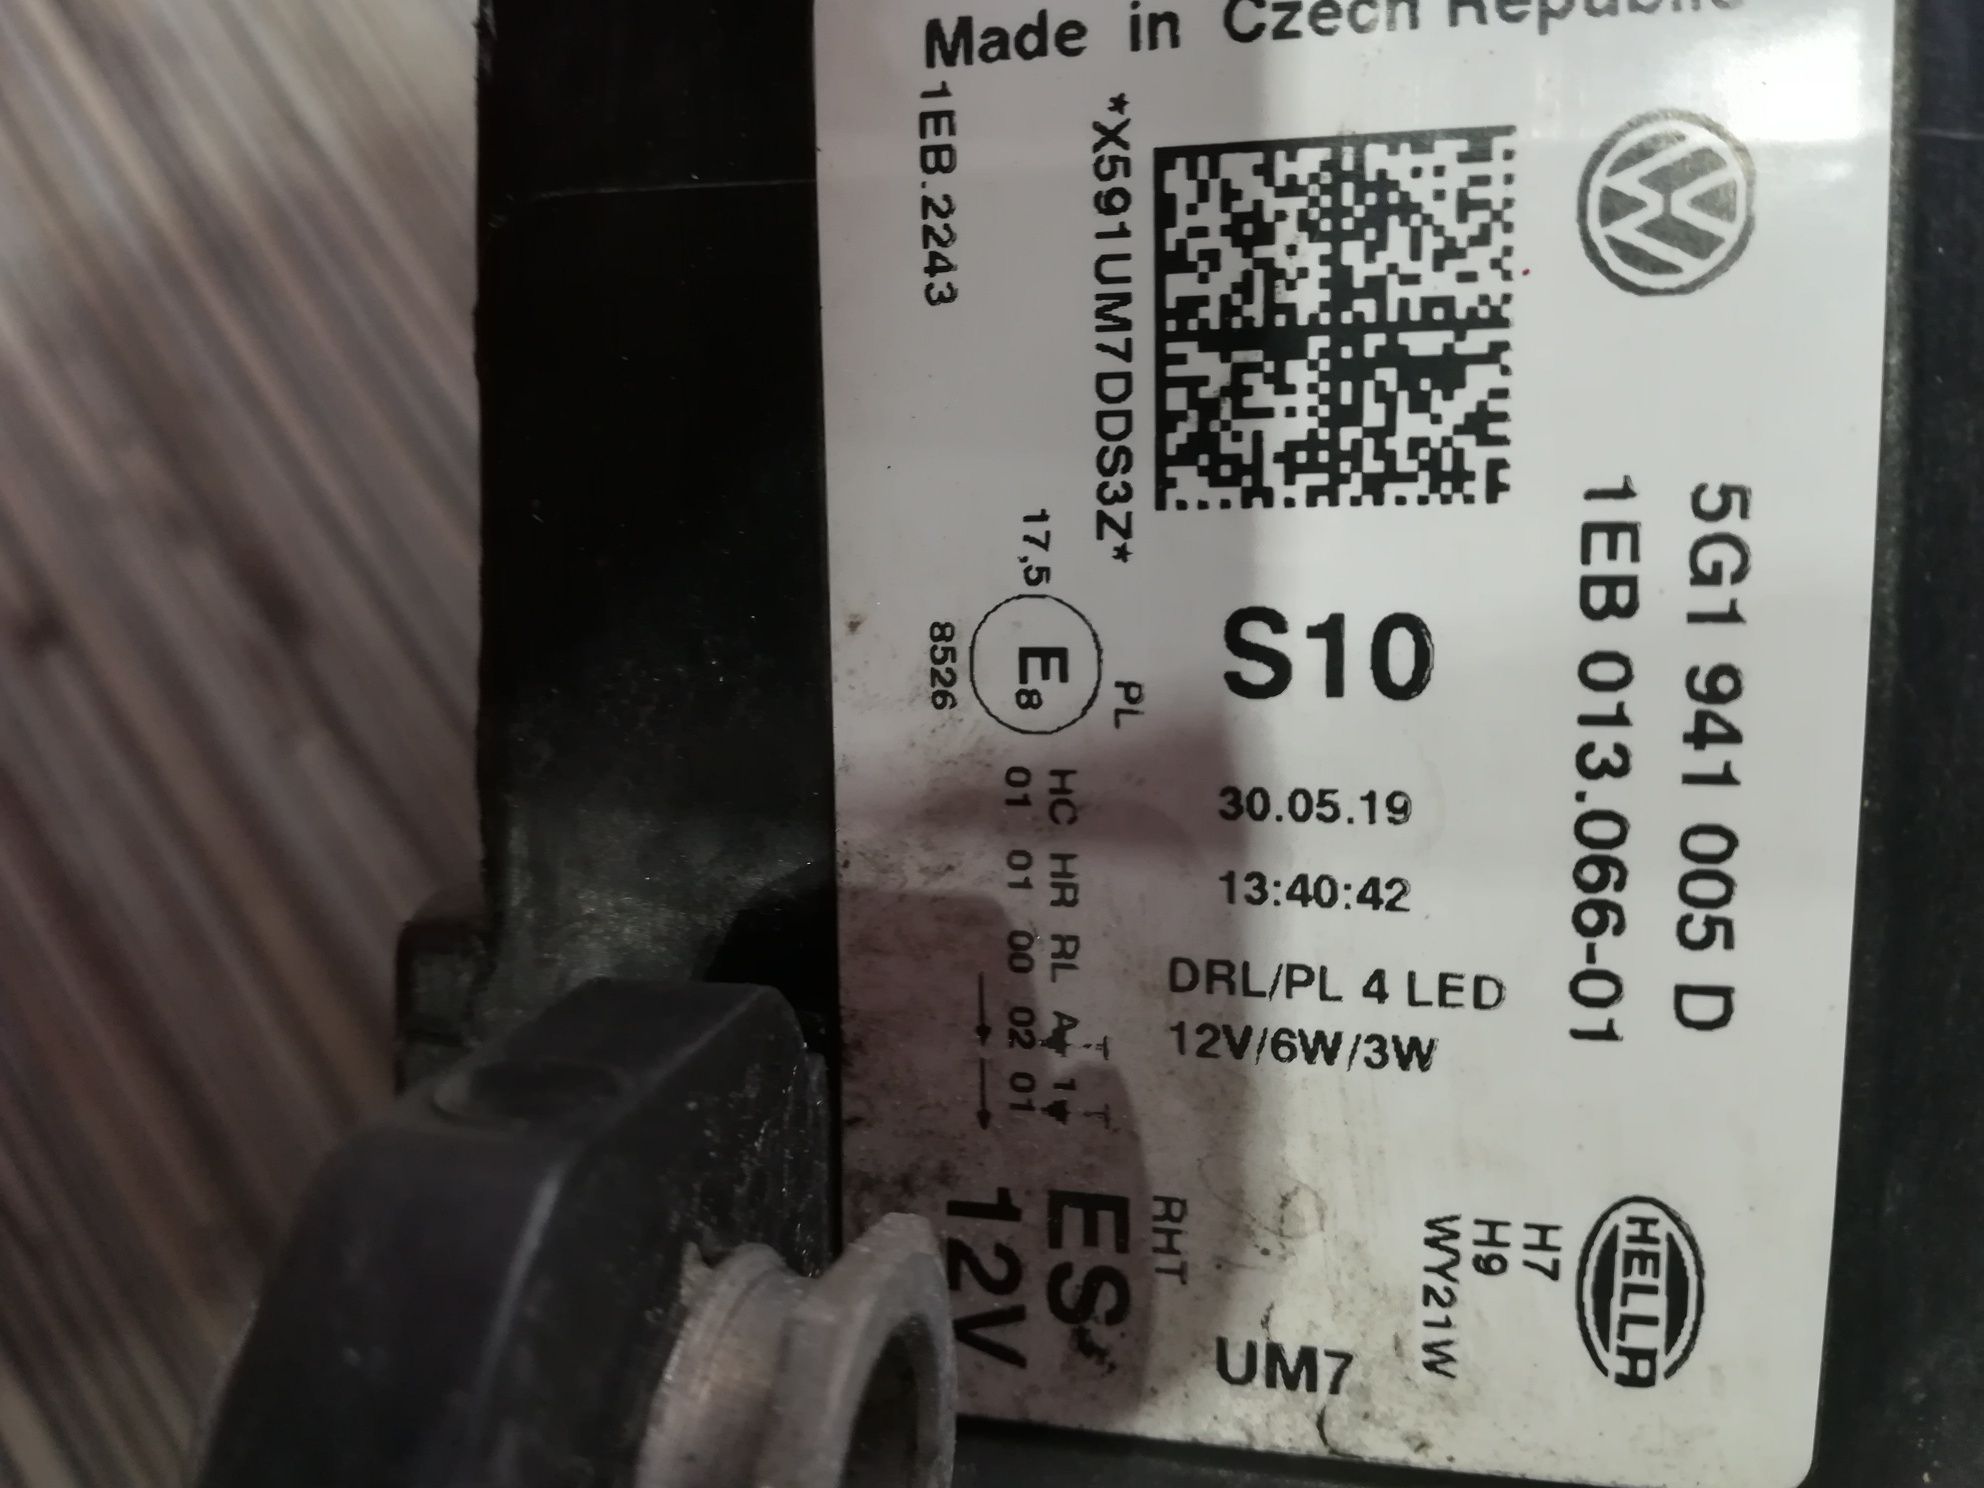 Made in Czech Republic
5G1 941 005 D
1EB 013.066-01
HELLA
H7
H9
WY21W
S10
30.05.19
13:40:42
DRL/PL 4 LED
12V/6W/3W
UM7
*X591UM7DDS3Z*
1EB.2243
PL
17,5
E8
8526
HC HR RL A 1
01 01 00 02 01
RHT
ES
12V